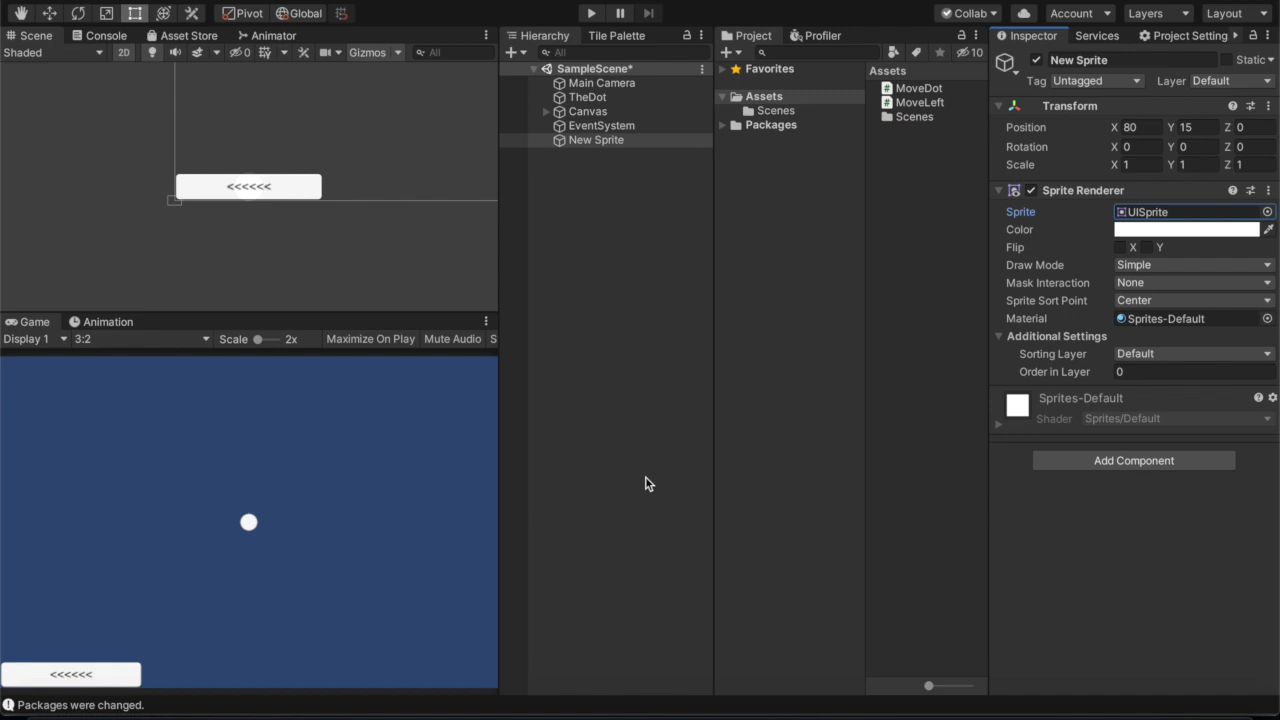 Pivot Global Collab Account Layers Layout
Scene Console Asset Store Animator Hierarchy Tile Palette Project Profiler Inspector Services Project Setting
Shaded 2D 0 Gizmos All All 10
New Sprite Static
Tag Untagged Layer Default
SampleScene*
Main Camera
TheDot
Canvas
EventSystem
New Sprite
Favorites
Assets
Scenes
Packages
Assets
MoveDot
MoveLeft
Scenes
Transform
Position X 80 Y 15 Z 0
Rotation X 0 Y 0 Z 0
Scale X 1 Y 1 Z 1
Sprite Renderer
Sprite UISprite
Color
Flip X Y
Draw Mode Simple
Mask Interaction None
Sprite Sort Point Center
Material Sprites-Default
Additional Settings
Sorting Layer Default
Order in Layer 0
Sprites-Default
Shader Sprites/Default
Add Component
<<<<<<
Game Animation
Display 1 3:2 Scale 2x Maximize On Play Mute Audio S
<<<<<<
Packages were changed.